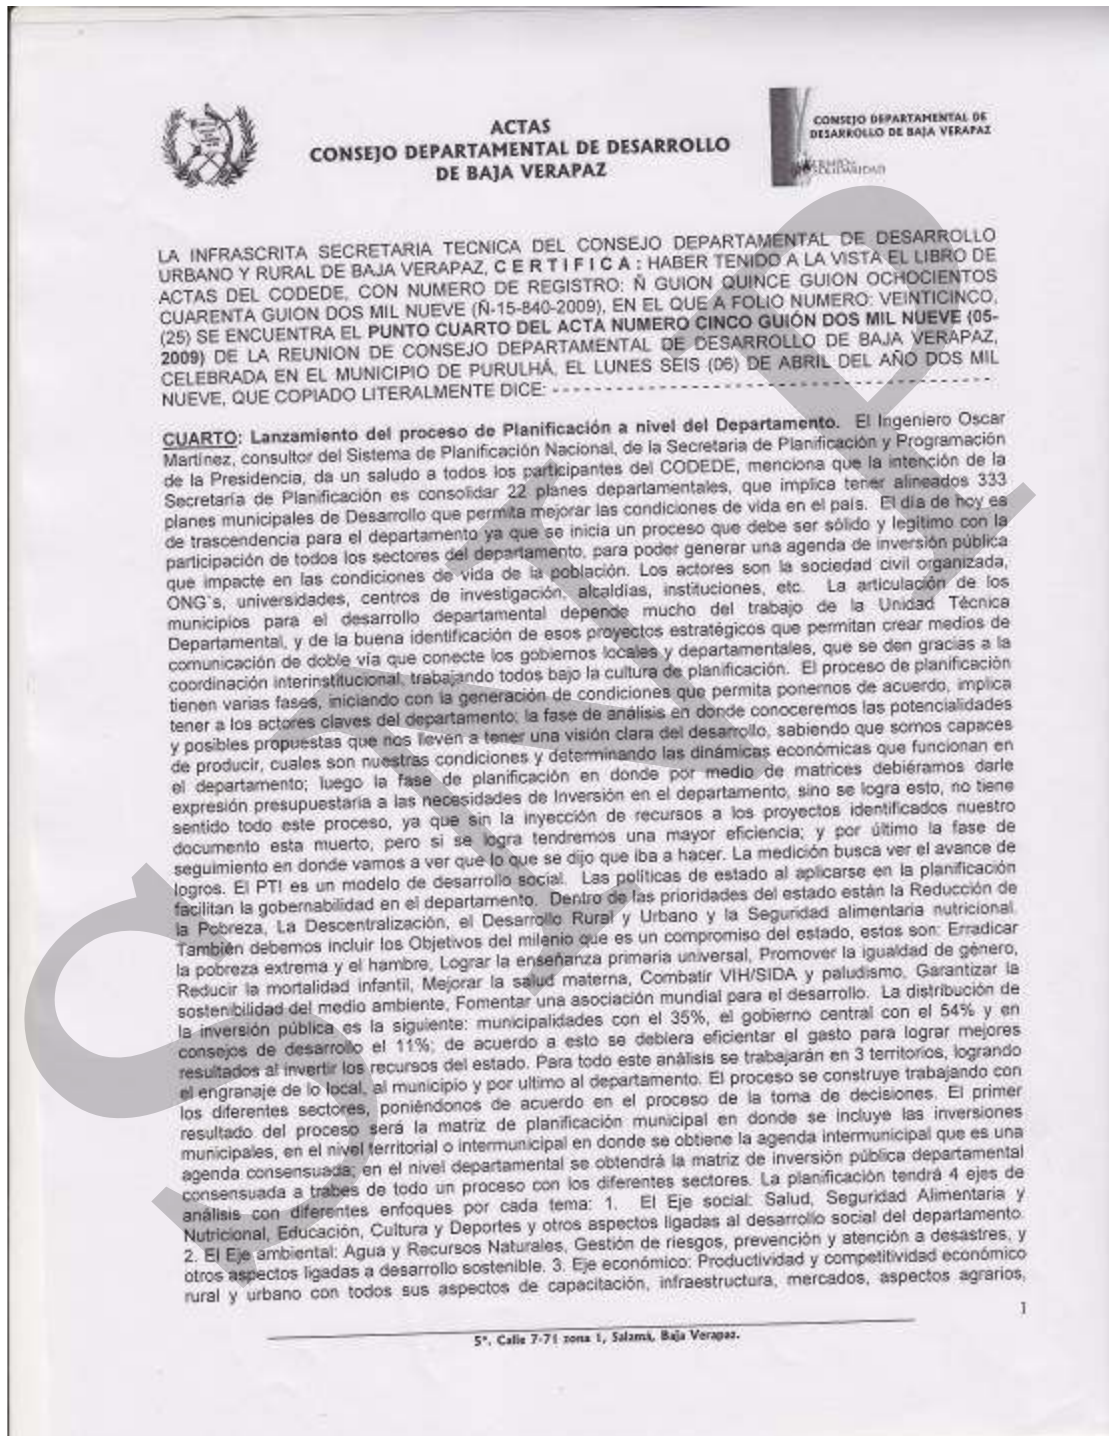 ACTAS
CONSEJO DEPARTAMENTAL DE DESARROLLO
DE BAJA VERAPAZ
CONSEJO DEPARTAMENTAL DE
DESARROLLO DE BAJA VERAPAZ
SOLIDARIDAD
LA INFRASCRITA SECRETARIA TECNICA DEL CONSEJO DEPARTAMENTAL DE DESARROLLO
URBANO Y RURAL DE BAJA VERAPAZ, C E R T I F I C A : HABER TENIDO A LA VISTA EL LIBRO DE
ACTAS DEL CODEDE, CON NUMERO DE REGISTRO: Ñ GUION QUINCE GUION OCHOCIENTOS
CUARENTA GUION DOS MIL NUEVE (Ñ-15-840-2009), EN EL QUE A FOLIO NUMERO: VEINTICINCO,
(25) SE ENCUENTRA EL PUNTO CUARTO DEL ACTA NUMERO CINCO GUIÓN DOS MIL NUEVE (05-
2009) DE LA REUNION DE CONSEJO DEPARTAMENTAL DE DESARROLLO DE BAJA VERAPAZ,
CELEBRADA EN EL MUNICIPIO DE PURULHÁ, EL LUNES SEIS (06) DE ABRIL DEL AÑO DOS MIL
NUEVE, QUE COPIADO LITERALMENTE DICE: - - - - - - - - - - - - - - - - - - - - - - - - - - - - - - - - - - - - - - - - - -
CUARTO: Lanzamiento del proceso de Planificación a nivel del Departamento. El Ingeniero Oscar
Martínez, consultor del Sistema de Planificación Nacional, de la Secretaria de Planificación y Programación
de la Presidencia, da un saludo a todos los participantes del CODEDE, menciona que la intención de la
Secretaría de Planificación es consolidar 22 planes departamentales, que implica tener alineados 333
planes municipales de Desarrollo que permita mejorar las condiciones de vida en el país. El día de hoy es
de trascendencia para el departamento ya que se inicia un proceso que debe ser sólido y legitimo con la
participación de todos los sectores del departamento, para poder generar una agenda de inversión pública
que impacte en las condiciones de vida de la población. Los actores son la sociedad civil organizada,
ONG`s, universidades, centros de investigación, alcaldías, instituciones, etc. La articulación de los
municipios para el desarrollo departamental depende mucho del trabajo de la Unidad Técnica
Departamental, y de la buena identificación de esos proyectos estratégicos que permitan crear medios de
comunicación de doble vía que conecte los gobiernos locales y departamentales, que se den gracias a la
coordinación interinstitucional, trabajando todos bajo la cultura de planificación. El proceso de planificación
tienen varias fases, iniciando con la generación de condiciones que permita ponernos de acuerdo, implica
tener a los actores claves del departamento; la fase de análisis en donde conoceremos las potencialidades
y posibles propuestas que nos lleven a tener una visión clara del desarrollo, sabiendo que somos capaces
de producir, cuales son nuestras condiciones y determinando las dinámicas económicas que funcionan en
el departamento; luego la fase de planificación en donde por medio de matrices debiéramos darle
expresión presupuestaria a las necesidades de Inversión en el departamento, sino se logra esto, no tiene
sentido todo este proceso, ya que sin la inyección de recursos a los proyectos identificados nuestro
documento esta muerto, pero si se logra tendremos una mayor eficiencia; y por último la fase de
seguimiento en donde vamos a ver que lo que se dijo que iba a hacer. La medición busca ver el avance de
logros. El PTI es un modelo de desarrollo social. Las políticas de estado al aplicarse en la planificación
facilitan la gobernabilidad en el departamento. Dentro de las prioridades del estado están la Reducción de
la Pobreza, La Descentralización, el Desarrollo Rural y Urbano y la Seguridad alimentaria nutricional.
También debemos incluir los Objetivos del milenio que es un compromiso del estado, estos son: Erradicar
la pobreza extrema y el hambre, Lograr la enseñanza primaria universal, Promover la igualdad de género,
Reducir la mortalidad infantil, Mejorar la salud materna, Combatir VIH/SIDA y paludismo, Garantizar la
sostenibilidad del medio ambiente, Fomentar una asociación mundial para el desarrollo. La distribución de
la inversión pública es la siguiente: municipalidades con el 35%, el gobierno central con el 54% y en
consejos de desarrollo el 11%; de acuerdo a esto se debiera eficientar el gasto para lograr mejores
resultados al invertir los recursos del estado. Para todo este análisis se trabajarán en 3 territorios, logrando
el engranaje de lo local, al municipio y por ultimo al departamento. El proceso se construye trabajando con
los diferentes sectores, poniéndonos de acuerdo en el proceso de la toma de decisiones. El primer
resultado del proceso será la matriz de planificación municipal en donde se incluye las inversiones
municipales, en el nivel territorial o intermunicipal en donde se obtiene la agenda intermunicipal que es una
agenda consensuada; en el nivel departamental se obtendrá la matriz de inversión pública departamental
consensuada a trabes de todo un proceso con los diferentes sectores. La planificación tendrá 4 ejes de
análisis con diferentes enfoques por cada tema: 1. El Eje social: Salud, Seguridad Alimentaria y
Nutricional, Educación, Cultura y Deportes y otros aspectos ligadas al desarrollo social del departamento.
2. El Eje ambiental: Agua y Recursos Naturales, Gestión de riesgos, prevención y atención a desastres, y
otros aspectos ligadas a desarrollo sostenible. 3. Eje económico: Productividad y competitividad económico
rural y urbano con todos sus aspectos de capacitación, infraestructura, mercados, aspectos agrarios,
1
5ª. Calle 7-71 zona 1, Salamá, Baja Verapaz.